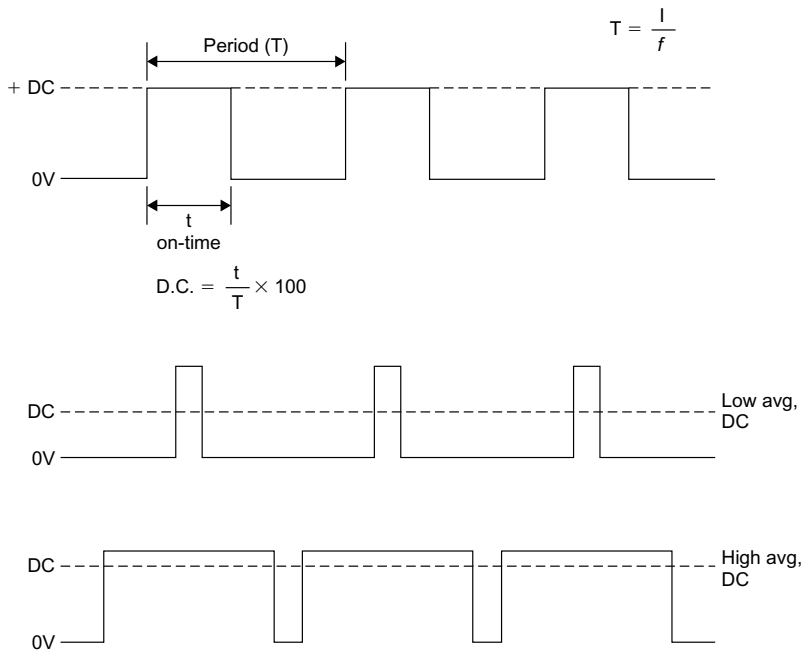 Period (T)
T = I / f
+ DC
0V
t
on-time
D.C. = t / T × 100
DC
Low avg,
DC
0V
DC
High avg,
DC
0V